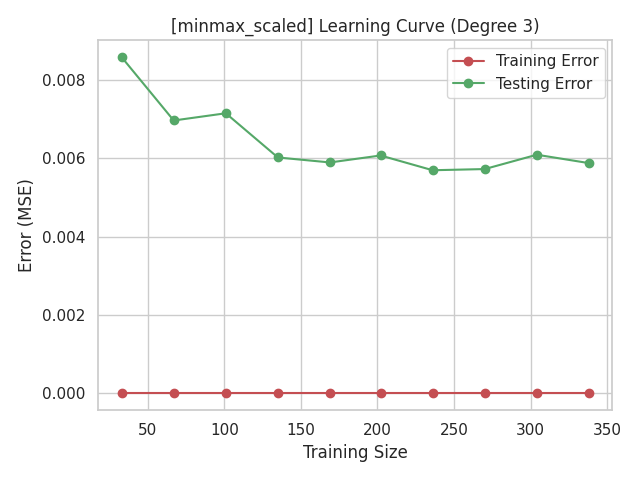 [minmax_scaled] Learning Curve (Degree 3)
Training Error
Testing Error
Error (MSE)
0.008
0.006
0.004
0.002
0.000
50 100 150 200 250 300 350
Training Size